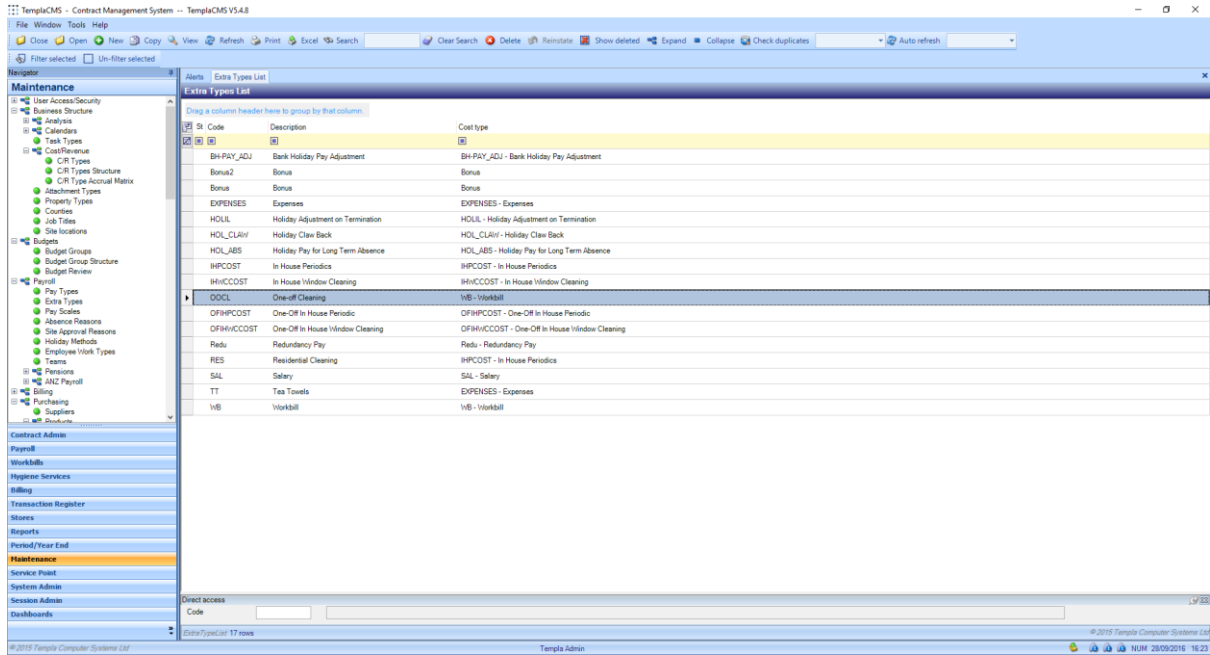 TemplaCMS - Contract Management System -- TemplaCMS V5.4.8
File Window Tools Help
Close Open New Copy View Refresh Print Excel Search Clear Search Delete Reinstate Show deleted Expand Collapse Check duplicates Auto refresh
Filter selected Un-filter selected
Navigator
Maintenance
User Access/Security
Business Structure
Analysis
Calendars
Task Types
Cost/Revenue
C/R Types
C/R Types Structure
C/R Type Accrual Matrix
Attachment Types
Property Types
Counties
Job Titles
Site locations
Budgets
Budget Groups
Budget Group Structure
Budget Review
Payroll
Pay Types
Extra Types
Pay Scales
Absence Reasons
Site Approval Reasons
Holiday Methods
Employee Work Types
Teams
Pensions
ANZ Payroll
Billing
Purchasing
Suppliers
Products
Contract Admin
Payroll
Workbills
Hygiene Services
Billing
Transaction Register
Stores
Reports
Period/Year End
Maintenance
Service Point
System Admin
Session Admin
Dashboards
Alerts Extra Types List
Extra Types List
Drag a column header here to group by that column.
St Code Description Cost type
BH-PAY_ADJ Bank Holiday Pay Adjustment BH-PAY_ADJ - Bank Holiday Pay Adjustment
Bonus2 Bonus Bonus
Bonus Bonus Bonus
EXPENSES Expenses EXPENSES - Expenses
HOLIL Holiday Adjustment on Termination HOLIL - Holiday Adjustment on Termination
HOL_CLAW Holiday Claw Back HOL_CLAW - Holiday Claw Back
HOL_ABS Holiday Pay for Long Term Absence HOL_ABS - Holiday Pay for Long Term Absence
IHPCOST In House Periodics IHPCOST - In House Periodics
IHWCCOST In House Window Cleaning IHWCCOST - In House Window Cleaning
OOCL One-off Cleaning WB - Workbill
OFIHPCOST One-Off In House Periodic OFIHPCOST - One-Off In House Periodic
OFIHWCCOST One-Off In House Window Cleaning OFIHWCCOST - One-Off In House Window Cleaning
Redu Redundancy Pay Redu - Redundancy Pay
RES Residential Cleaning IHPCOST - In House Periodics
SAL Salary SAL - Salary
TT Tea Towels EXPENSES - Expenses
WB Workbill WB - Workbill
Direct access
Code
ExtraTypeList 17 rows
© 2015 Templa Computer Systems Ltd
© 2015 Templa Computer Systems Ltd Templa Admin NUM 28/09/2016 16:23